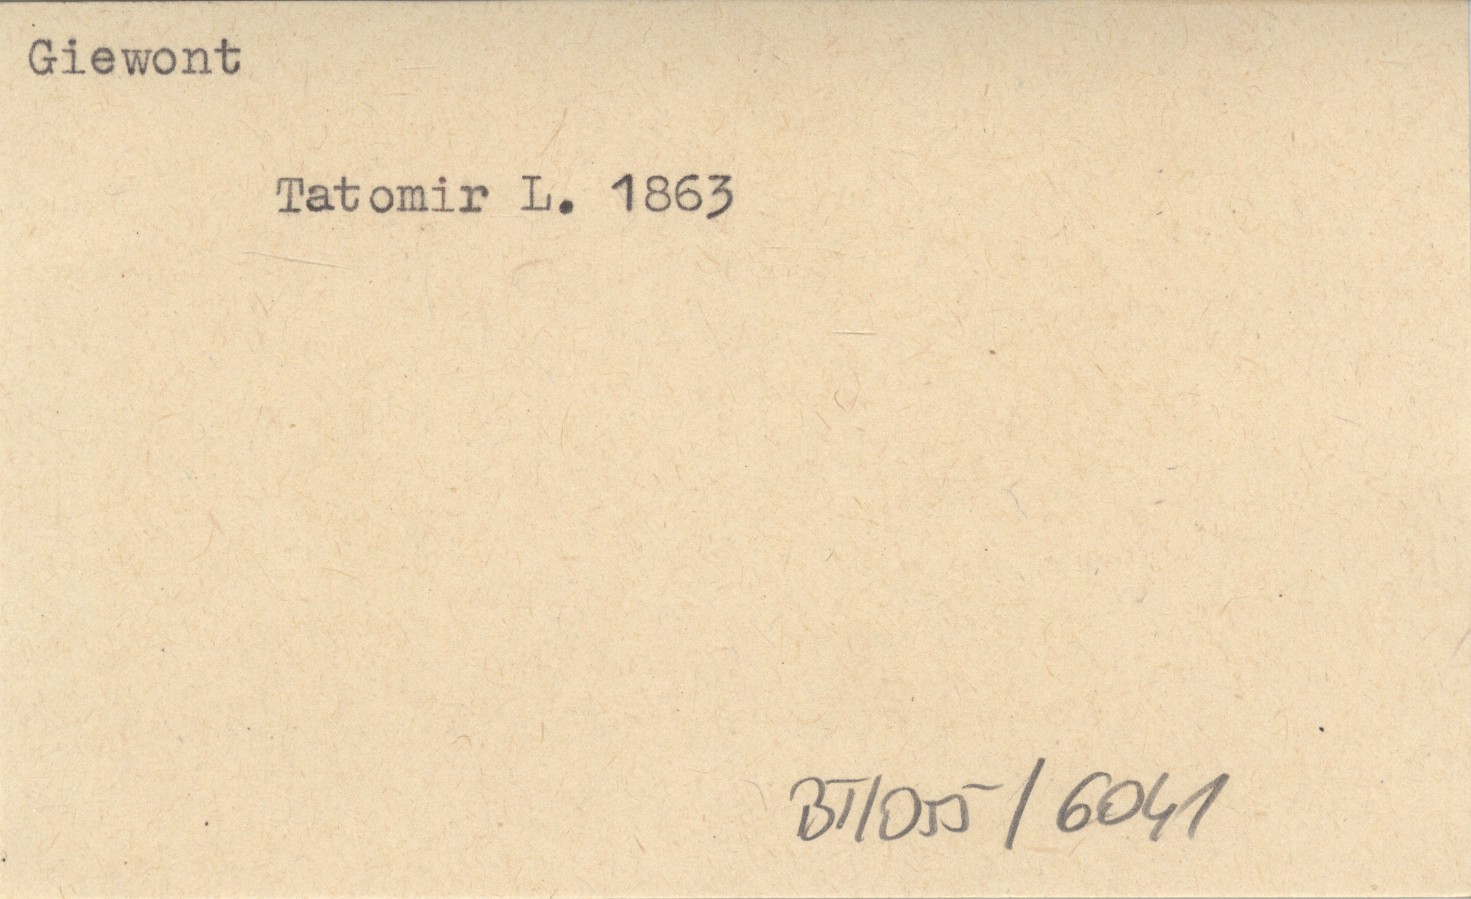 Giewont
Tatomir L. 1863
BT/055/6041